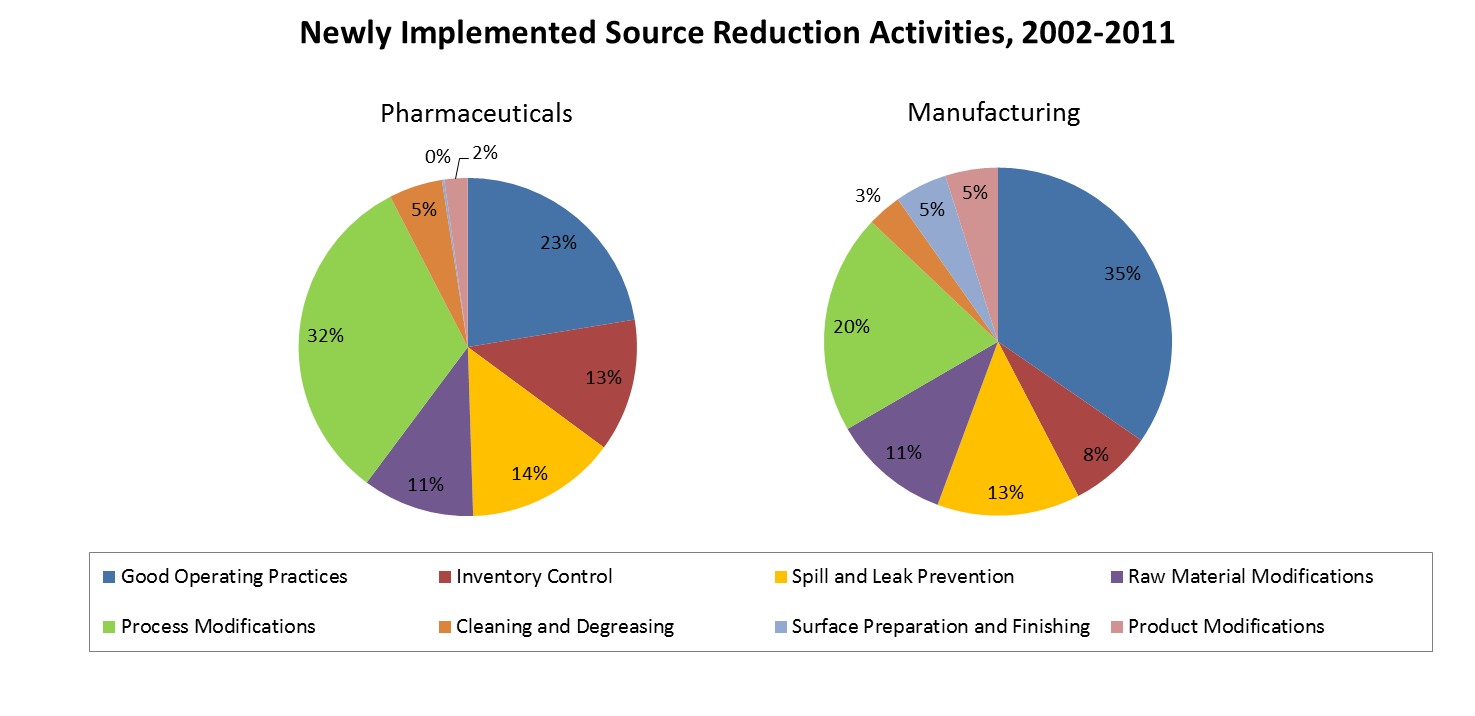 Newly Implemented Source Reduction Activities, 2002-2011
Pharmaceuticals
0%
2%
5%
23%
32%
13%
11%
14%
Manufacturing
3%
5%
5%
35%
20%
8%
11%
13%
Good Operating Practices
Inventory Control
Spill and Leak Prevention
Raw Material Modifications
Process Modifications
Cleaning and Degreasing
Surface Preparation and Finishing
Product Modifications